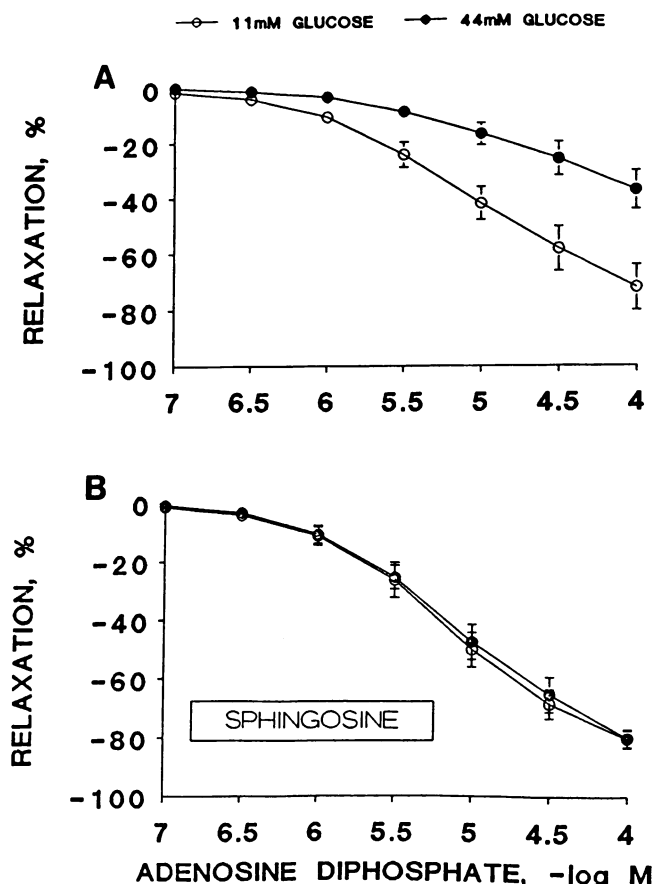 11mM GLUCOSE 44mM GLUCOSE
A
RELAXATION, %
0
-20
-40
-60
-80
-100
7 6.5 6 5.5 5 4.5 4
B
RELAXATION, %
0
-20
-40
-60
-80
-100
SPHINGOSINE
7 6.5 6 5.5 5 4.5 4
ADENOSINE DIPHOSPHATE, -log M